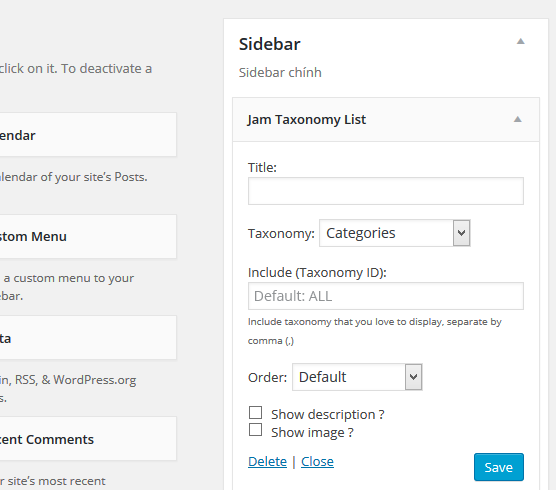 click on it. To deactivate a
endar
lendar of your site's Posts.
stom Menu
a custom menu to your
ebar.
ta
in, RSS, & WordPress.org
s.
cent Comments
r site's most recent
Sidebar
Sidebar chính
Jam Taxonomy List
Title:
Taxonomy: Categories
Include (Taxonomy ID):
Default: ALL
Include taxonomy that you love to display, separate by
comma (,)
Order: Default
Show description ?
Show image ?
Delete | Close
Save